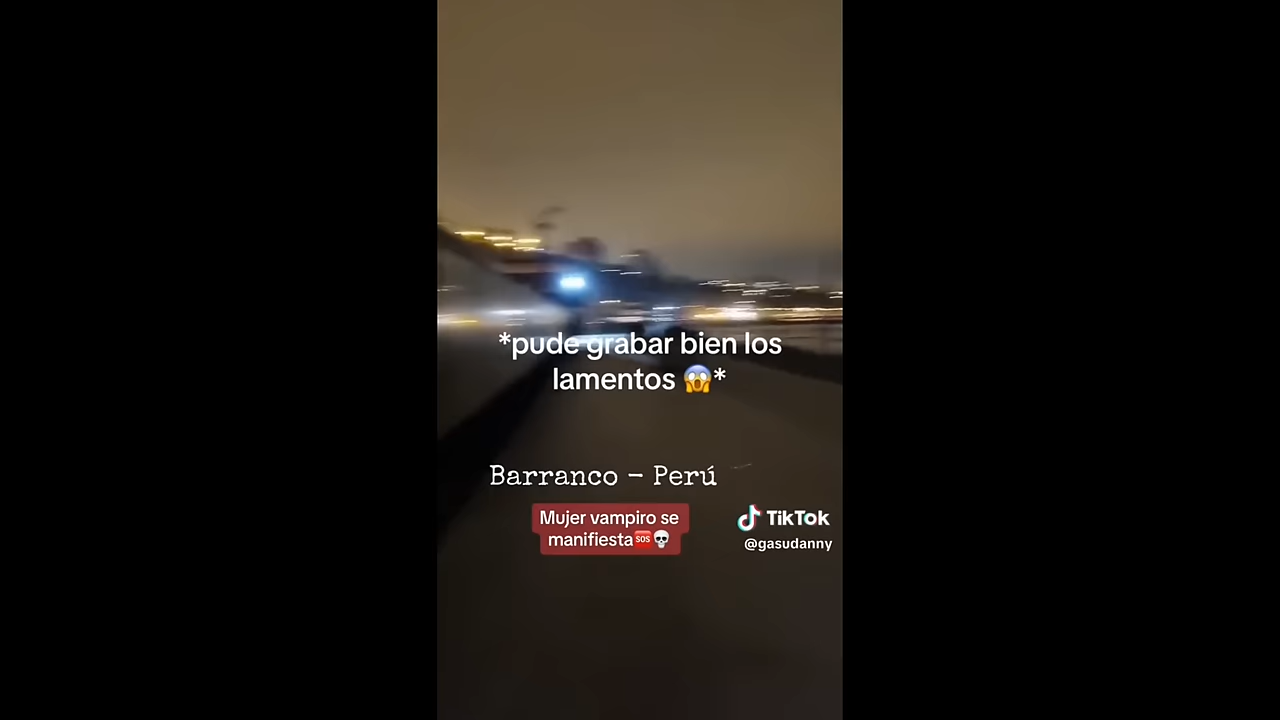 *pude grabar bien los
lamentos 😱*
Barranco - Perú
Mujer vampiro se
manifiesta🆘💀
TikTok
@gasudanny